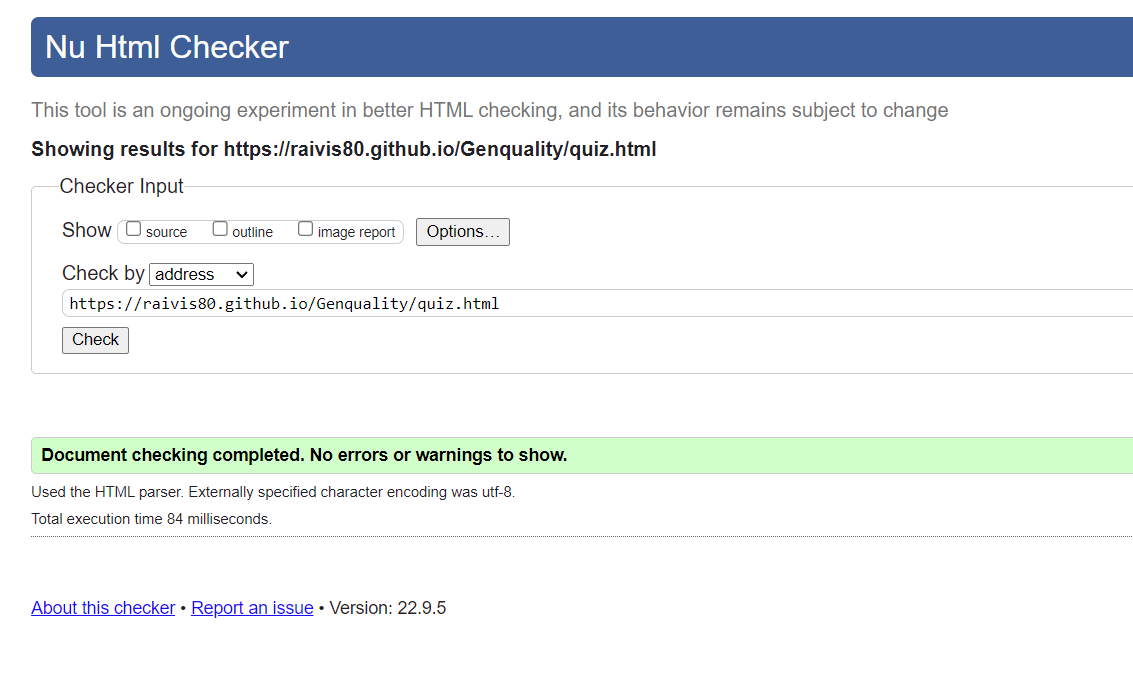 Nu Html Checker
This tool is an ongoing experiment in better HTML checking, and its behavior remains subject to change
Showing results for https://raivis80.github.io/Genquality/quiz.html
Checker Input
Show source outline image report Options...
Check by address
https://raivis80.github.io/Genquality/quiz.html
Check
Document checking completed. No errors or warnings to show.
Used the HTML parser. Externally specified character encoding was utf-8.
Total execution time 84 milliseconds.
About this checker • Report an issue • Version: 22.9.5